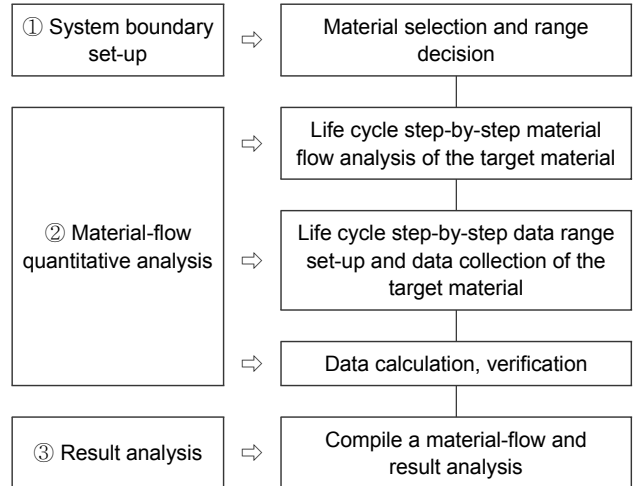 ① System boundary
set-up
⇨
Material selection and range
decision
⇨
Life cycle step-by-step material
flow analysis of the target material
② Material-flow
quantitative analysis
⇨
Life cycle step-by-step data range
set-up and data collection of the
target material
⇨
Data calculation, verification
③ Result analysis
⇨
Compile a material-flow and
result analysis